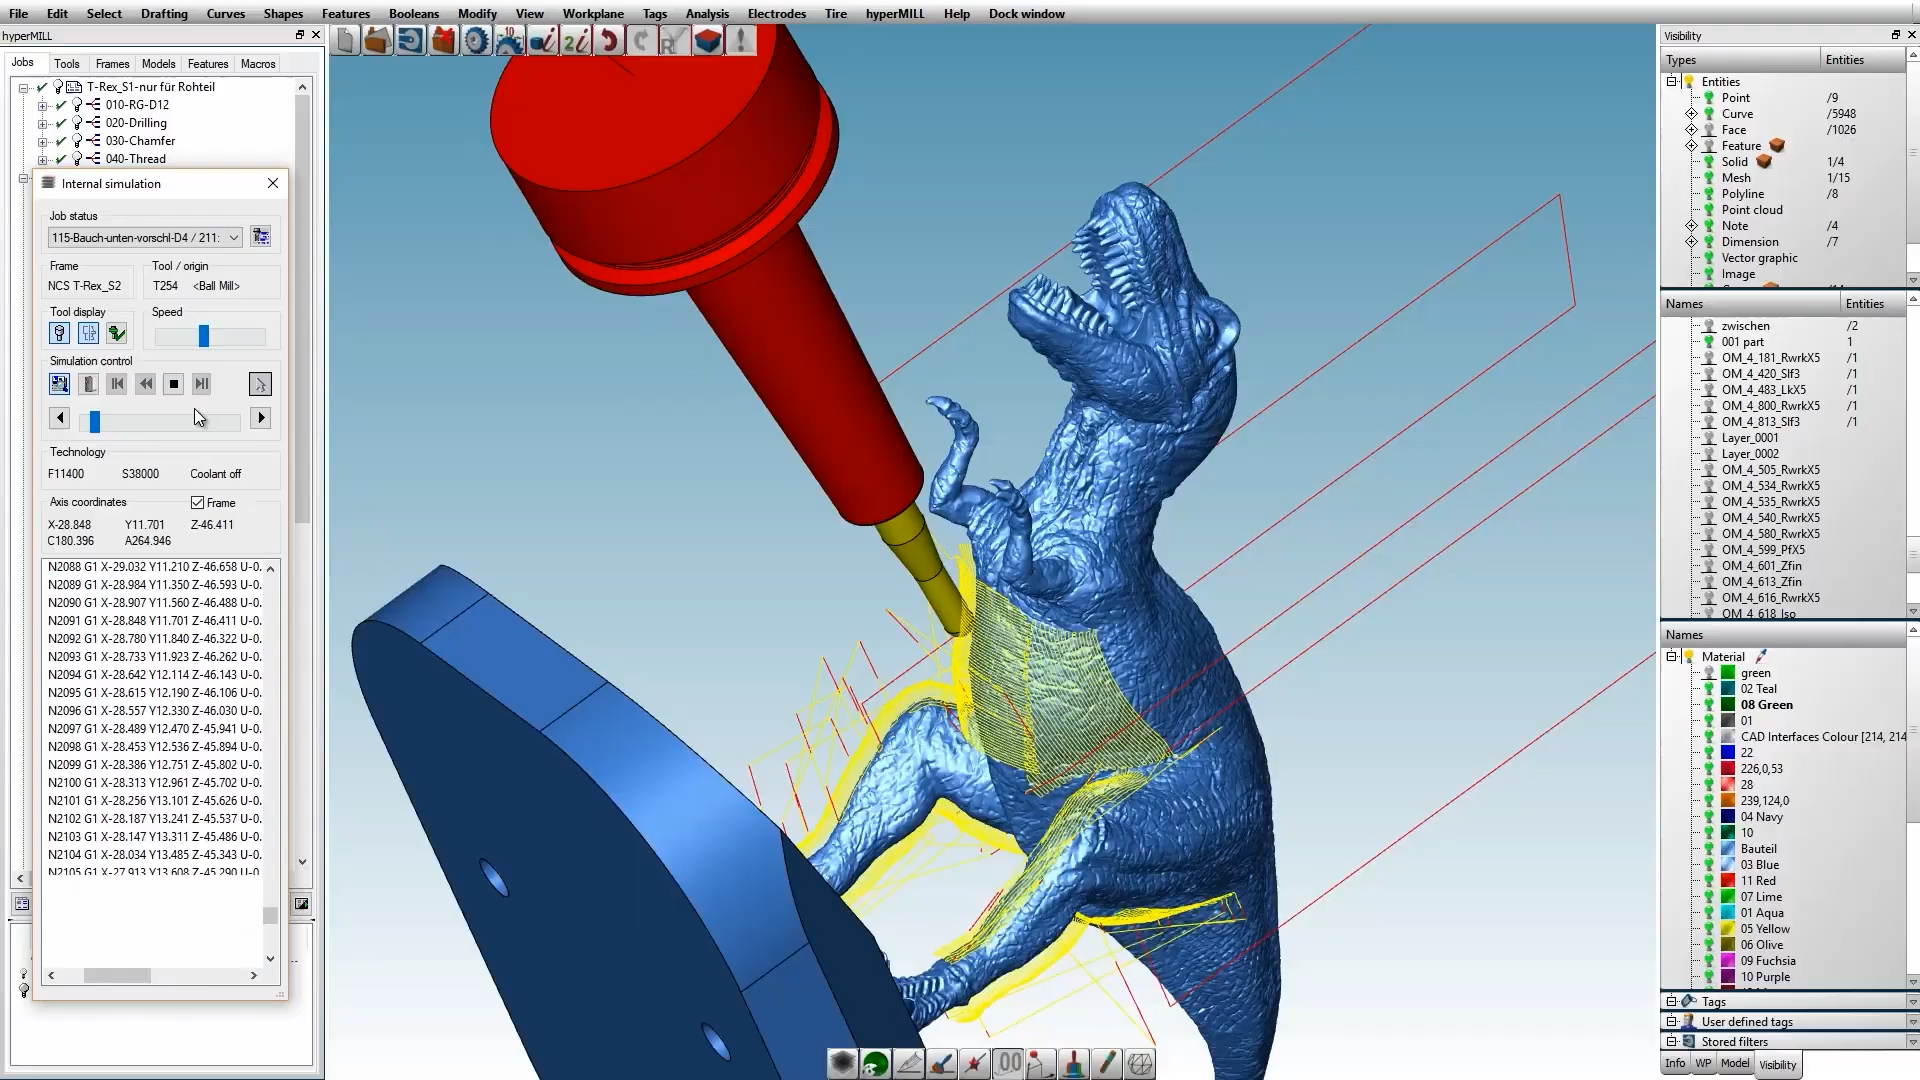 File Edit Select Drafting Curves Shapes Features Booleans Modify View Workplane Tags Analysis Electrodes Tire hyperMILL Help Dock window
hyperMILL
Jobs Tools Frames Models Features Macros
T-Rex_S1-nur für Rohteil
010-RG-D12
020-Drilling
030-Chamfer
040-Thread
Internal simulation
Job status
115-Bauch-unten-vorschl-D4 / 211:
Frame Tool / origin
NCS T-Rex_S2 T254 <Ball Mill>
Tool display Speed
Simulation control
Technology
F11400 S38000 Coolant off
Axis coordinates Frame
X-28.848 Y11.701 Z-46.411
C180.396 A264.946
N2088 G1 X-29.032 Y11.210 Z-46.658 U-0.
N2089 G1 X-28.984 Y11.350 Z-46.593 U-0.
N2090 G1 X-28.907 Y11.560 Z-46.488 U-0.
N2091 G1 X-28.848 Y11.701 Z-46.411 U-0.
N2092 G1 X-28.780 Y11.840 Z-46.322 U-0.
N2093 G1 X-28.733 Y11.923 Z-46.262 U-0.
N2094 G1 X-28.642 Y12.114 Z-46.143 U-0.
N2095 G1 X-28.615 Y12.190 Z-46.106 U-0.
N2096 G1 X-28.557 Y12.330 Z-46.030 U-0.
N2097 G1 X-28.489 Y12.470 Z-45.941 U-0.
N2098 G1 X-28.453 Y12.536 Z-45.894 U-0.
N2099 G1 X-28.386 Y12.751 Z-45.802 U-0.
N2100 G1 X-28.313 Y12.961 Z-45.702 U-0.
N2101 G1 X-28.256 Y13.101 Z-45.626 U-0.
N2102 G1 X-28.187 Y13.241 Z-45.537 U-0.
N2103 G1 X-28.147 Y13.311 Z-45.486 U-0.
N2104 G1 X-28.034 Y13.485 Z-45.343 U-0.
N2105 G1 X-27.913 Y13.608 Z-45.290 U-0.
Visibility
Types Entities
Entities
Point /9
Curve /5948
Face /1026
Feature
Solid 1/4
Mesh 1/15
Polyline /8
Point cloud
Note /4
Dimension /7
Vector graphic
Image
Names Entities
zwischen /2
001 part 1
OM_4_181_RwrkX5 /1
OM_4_420_Slf3 /1
OM_4_483_LkX5 /1
OM_4_800_RwrkX5 /1
OM_4_813_Slf3 /1
Layer_0001
Layer_0002
OM_4_505_RwrkX5
OM_4_534_RwrkX5
OM_4_535_RwrkX5
OM_4_540_RwrkX5
OM_4_580_RwrkX5
OM_4_599_PfX5
OM_4_601_Zfin
OM_4_613_Zfin
OM_4_616_RwrkX5
OM_4_618_Iso
Names
Material
green
02 Teal
08 Green
01
CAD Interfaces Colour [214, 214
22
226,0,53
28
239,124,0
04 Navy
10
Bauteil
03 Blue
11 Red
07 Lime
01 Aqua
05 Yellow
06 Olive
09 Fuchsia
10 Purple
Tags
User defined tags
Stored filters
Info WP Model Visibility